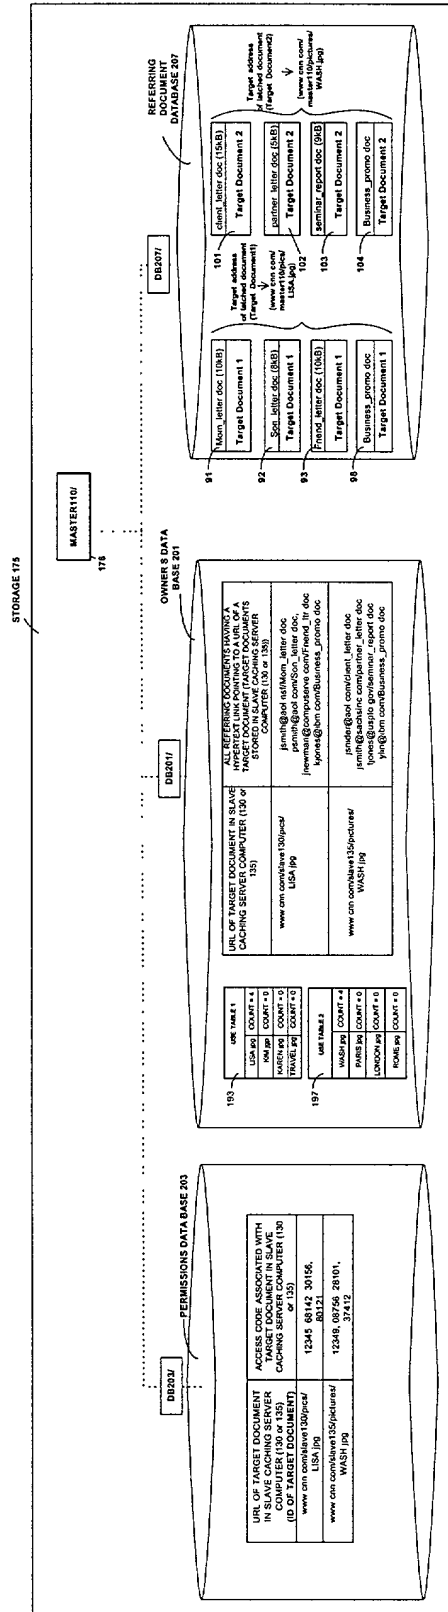 STORAGE 175
MASTER110/
176
DB203/
PERMISSIONS DATA BASE 203
URL OF TARGET DOCUMENT
IN SLAVE CACHING SERVER
COMPUTER (130 or 135)
(ID OF TARGET DOCUMENT)
ACCESS CODE ASSOCIATED WITH
TARGET DOCUMENT IN SLAVE
CACHING SERVER COMPUTER (130
or 135)
www cnn com/slave130/pics/
LISA jpg
12345 68142 30156,
80121
www cnn com/slave135/pictures/
WASH jpg
12349, 08756 28101,
37412
DB201/
OWNER S DATA
BASE 201
193
USE TABLE 1
LISA jpg COUNT = 4
KIM jpg COUNT = 0
KAREN jpg COUNT = 0
TRAVEL jpg COUNT = 0
197
USE TABLE 2
WASH jpg COUNT = 4
PARIS jpg COUNT = 0
LONDON jpg COUNT = 0
ROME jpg COUNT = 0
URL OF TARGET DOCUMENT IN SLAVE
CACHING SERVER COMPUTER (130 or
135)
ALL REFERRING DOCUMENTS HAVING A
HYPERTEXT LINK POINTING TO A URL OF A
TARGET DOCUMENT (TARGET DOCUMENTS
STORED IN SLAVE CACHING SERVER
COMPUTER (130 or 135))
www cnn com/slave130/pics/
LISA jpg
jsmith@aol nsf/Mom_letter doc
psmith@aol com/Son_letter doc,
jnewman@compuserve com/Friend_ltr doc
kjones@ibm com/Business_promo doc
www cnn com/slave135/pictures/
WASH jpg
jsnider@aol com/client_letter doc
jsmith@sachsinc com/partner_letter doc
tjones@uspto gov/seminar_report doc
ykn@ibm com/Business_promo doc
DB207/
REFERRING
DOCUMENT
DATABASE 207
91
Mom_letter doc (10kB)
Target Document 1
92
Son_letter doc (8kB)
Target Document 1
93
Friend_letter doc (10kB)
Target Document 1
98
Business_promo doc
Target Document 1
Target address
of latched document
(Target Document1)
(www cnn com/
master110/pics/
LISA jpg)
101
client_letter doc (15kB)
Target Document 2
102
partner_letter doc (5kB)
Target Document 2
103
seminar_report doc (9kB)
Target Document 2
104
Business_promo doc
Target Document 2
Target address
of latched document
(Target Document2)
(www cnn com/
master110/pictures/
WASH jpg)